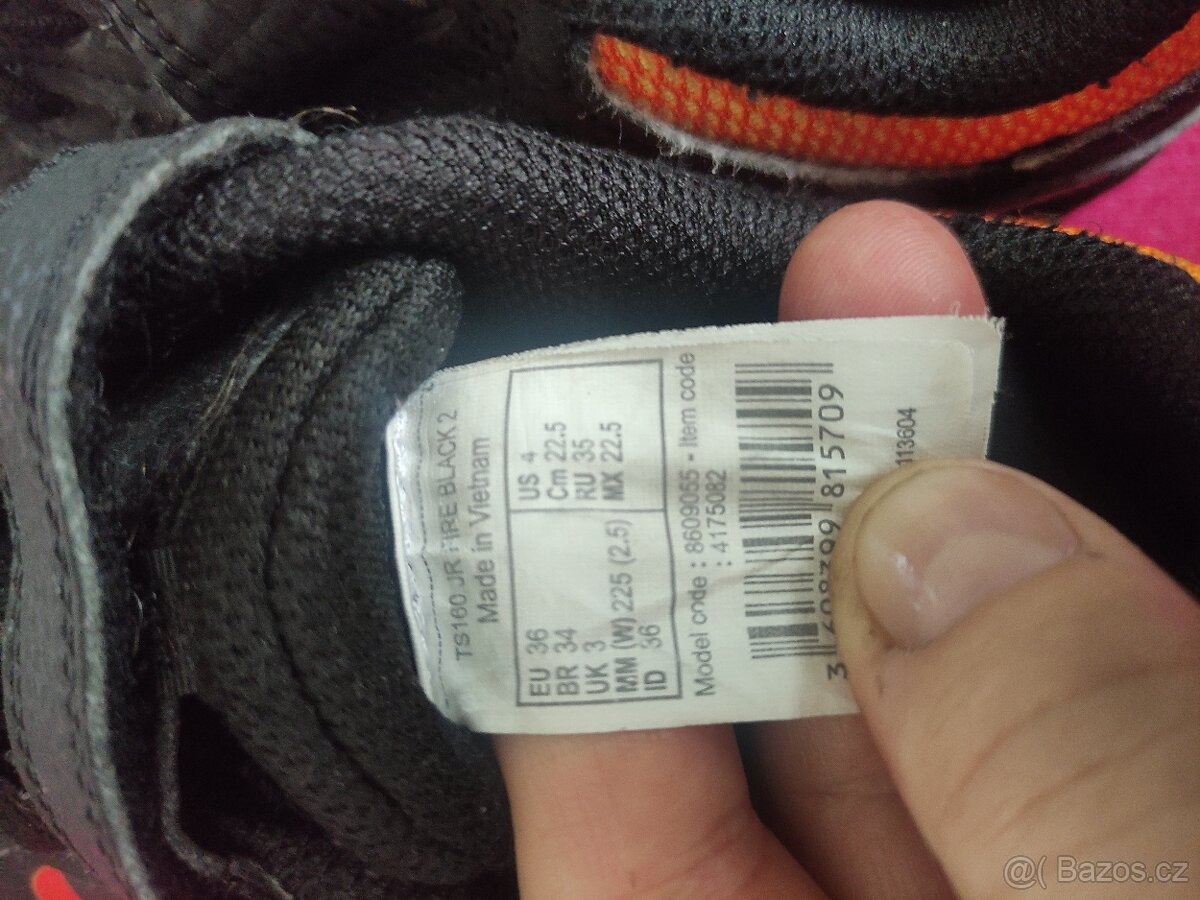 TS160 JR FIRE BLACK 2
Made in Vietnam
EU 36 US 4
BR 34 Cm 22.5
UK 3 RU 35
MM (W) 225 (2.5) MX 22.5
ID 36
Model code : 8609055 - Item code
: 4175082
815709
113604
@( Bazos.cz